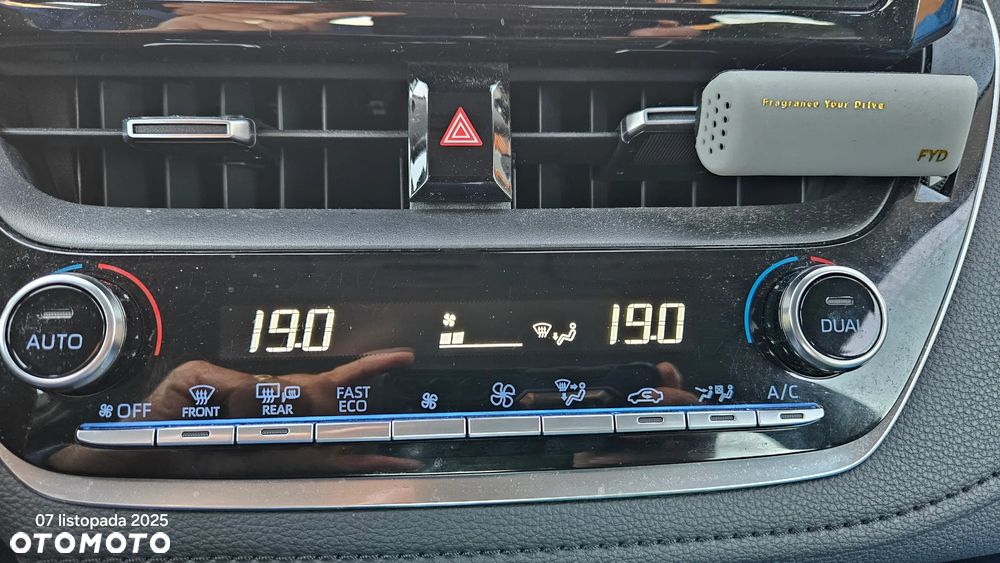 Fragrance Your Drive
FYD
AUTO
19.0
19.0
DUAL
OFF
FRONT
REAR
FAST
ECO
A/C
07 listopada 2025
OTOMOTO